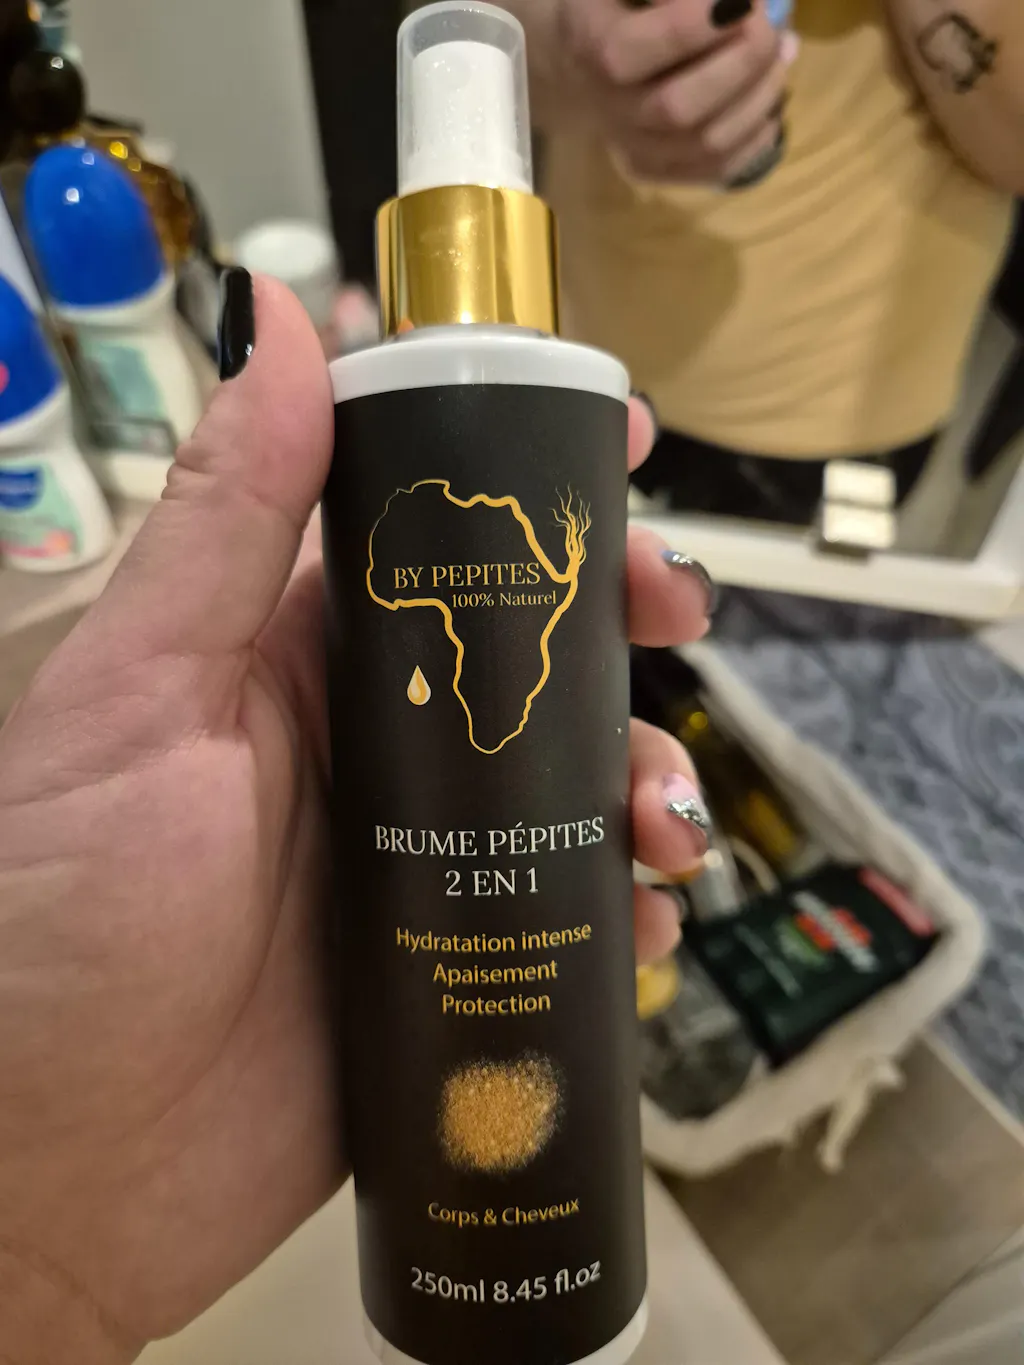 BY PEPITES
100% Naturel
BRUME PÉPITES
2 EN 1
Hydratation intense
Apaisement
Protection
Corps & Cheveux
250ml 8.45 fl.oz